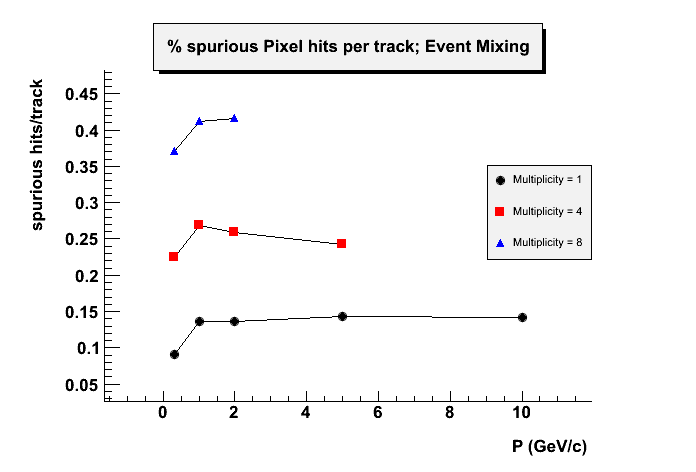 % spurious Pixel hits per track; Event Mixing
spurious hits/track
0.45
0.4
0.35
0.3
0.25
0.2
0.15
0.1
0.05
Multiplicity = 1
Multiplicity = 4
Multiplicity = 8
0 2 4 6 8 10
P (GeV/c)